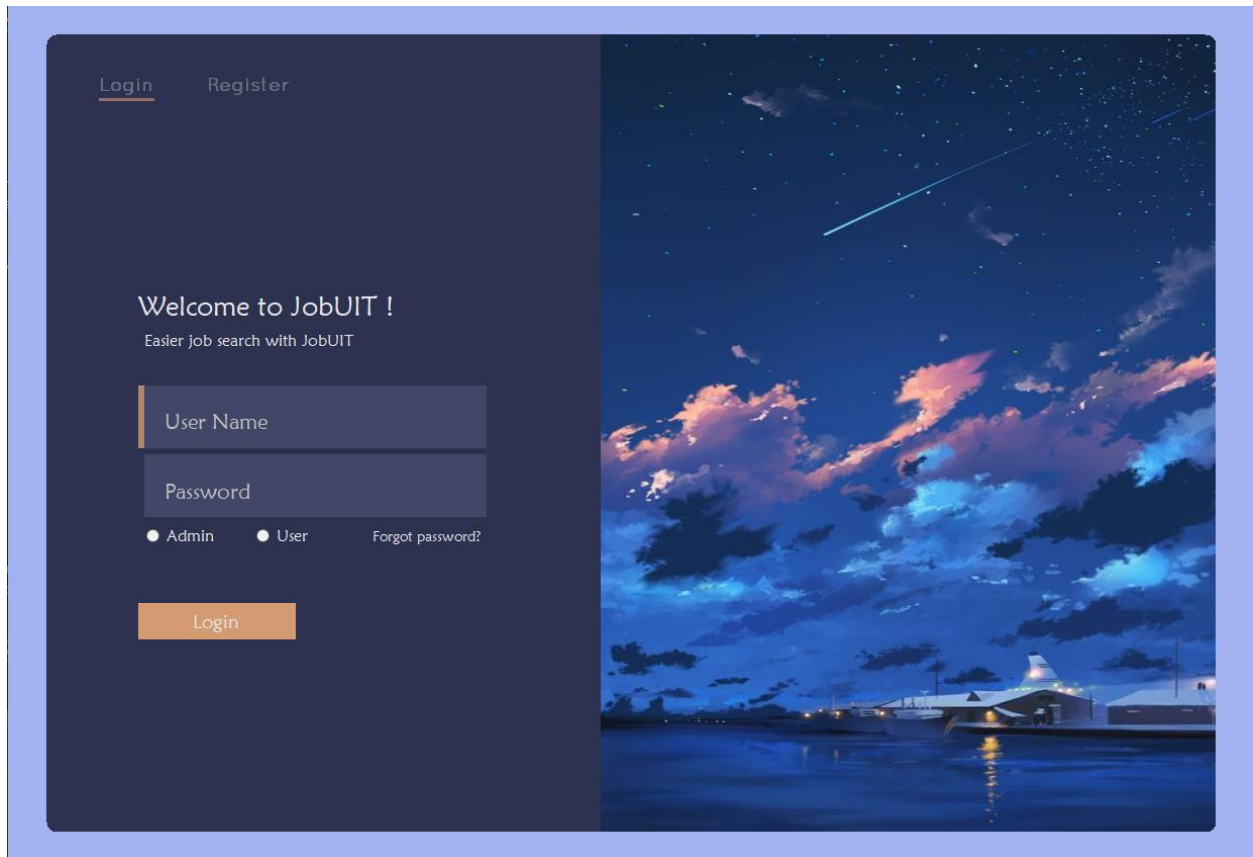 Login Register
Welcome to JobUIT !
Easier job search with JobUIT
User Name
Password
Admin User Forgot password?
Login